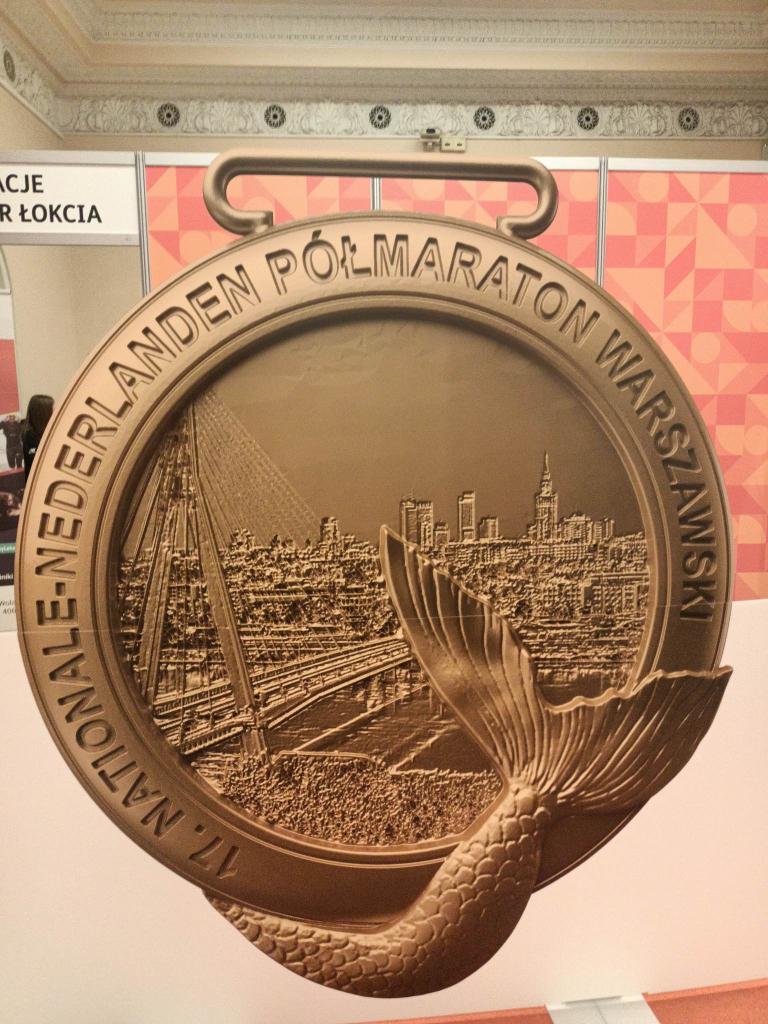 ACJE
R ŁOKCIA
17. NATIONALE-NEDERLANDEN PÓŁMARATON WARSZAWSKI